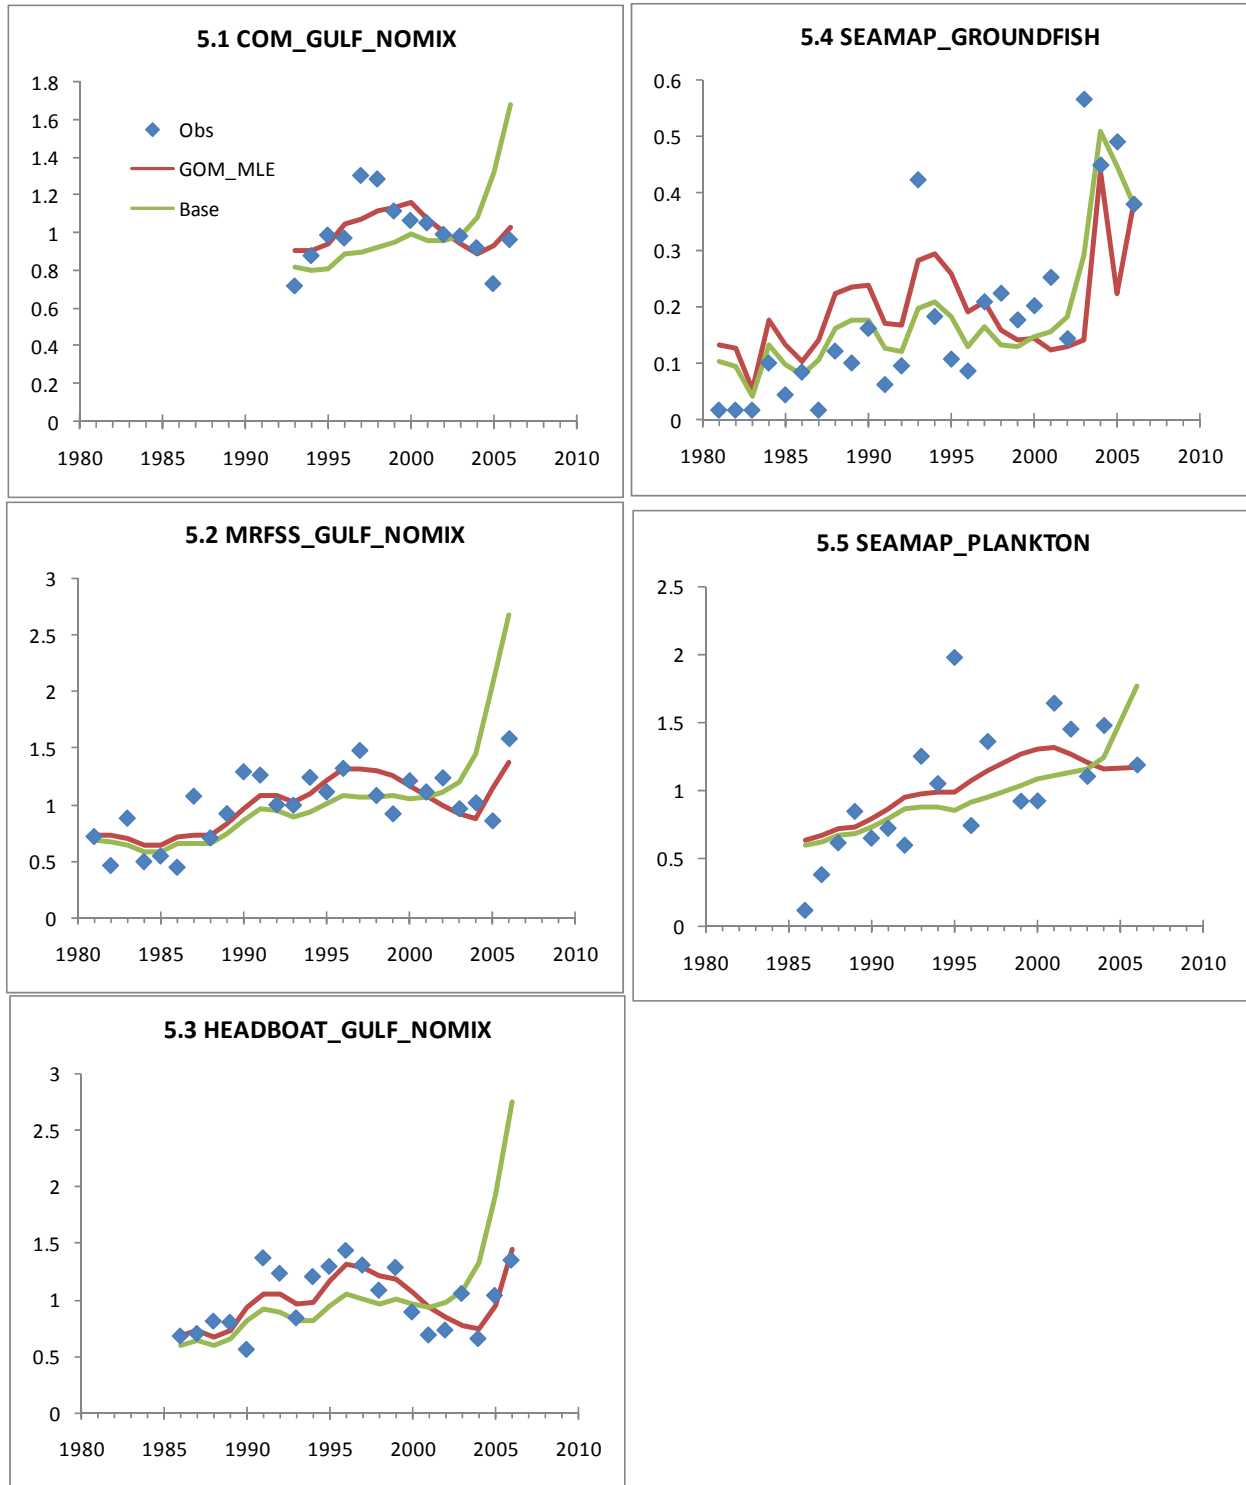 5.1 COM_GULF_NOMIX
1.8
1.6
1.4
1.2
1
0.8
0.6
0.4
0.2
0
Obs
GOM_MLE
Base
1980 1985 1990 1995 2000 2005 2010
5.4 SEAMAP_GROUNDFISH
0.6
0.5
0.4
0.3
0.2
0.1
0
1980 1985 1990 1995 2000 2005 2010
5.2 MRFSS_GULF_NOMIX
3
2.5
2
1.5
1
0.5
0
1980 1985 1990 1995 2000 2005 2010
5.5 SEAMAP_PLANKTON
2.5
2
1.5
1
0.5
0
1980 1985 1990 1995 2000 2005 2010
5.3 HEADBOAT_GULF_NOMIX
3
2.5
2
1.5
1
0.5
0
1980 1985 1990 1995 2000 2005 2010